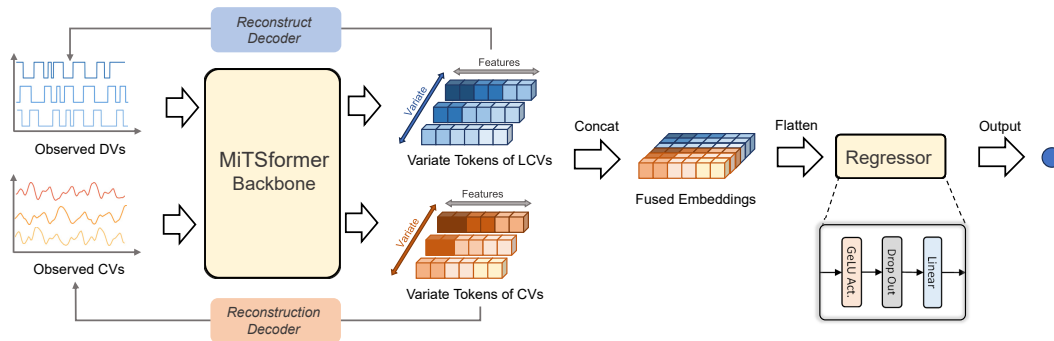 Reconstruct
Decoder
Observed DVs
Observed CVs
MiTSformer
Backbone
Features
Variate
Variate Tokens of LCVs
Features
Variate
Variate Tokens of CVs
Reconstruction
Decoder
Concat
Fused Embeddings
Flatten
Regressor
Output
GeLU Act.
Drop Out
Linear